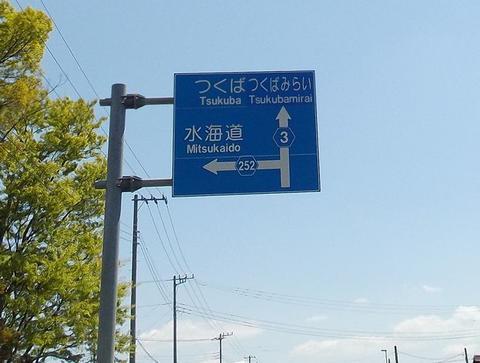 つくば つくばみらい
Tsukuba Tsukubamirai
水海道
Mitsukaido
3
252